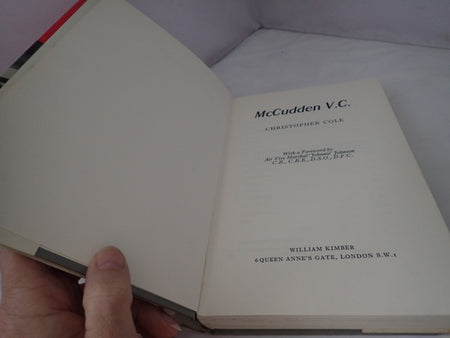 McCudden V.C.
CHRISTOPHER COLE
With a Foreword by
Air Vice Marshal "Johnnie" Johnson
C.B., C.B.E., D.S.O., D.F.C.
WILLIAM KIMBER
6 QUEEN ANNE'S GATE, LONDON S.W.1